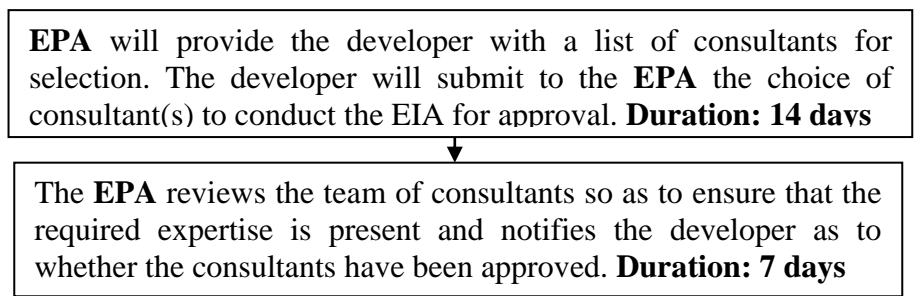 EPA will provide the developer with a list of consultants for
selection. The developer will submit to the EPA the choice of
consultant(s) to conduct the EIA for approval. Duration: 14 days
The EPA reviews the team of consultants so as to ensure that the
required expertise is present and notifies the developer as to
whether the consultants have been approved. Duration: 7 days